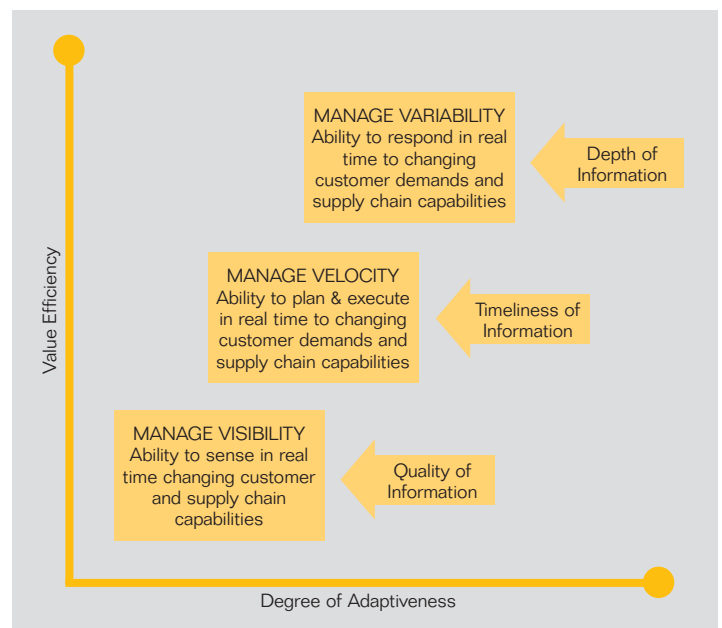 MANAGE VARIABILITY
Ability to respond in real
time to changing
customer demands and
supply chain capabilities
Depth of
Information
MANAGE VELOCITY
Ability to plan & execute
in real time to changing
customer demands and
supply chain capabilities
Timeliness of
Information
Value Efficiency
MANAGE VISIBILITY
Ability to sense in real
time changing customer
and supply chain
capabilities
Quality of
Information
Degree of Adaptiveness